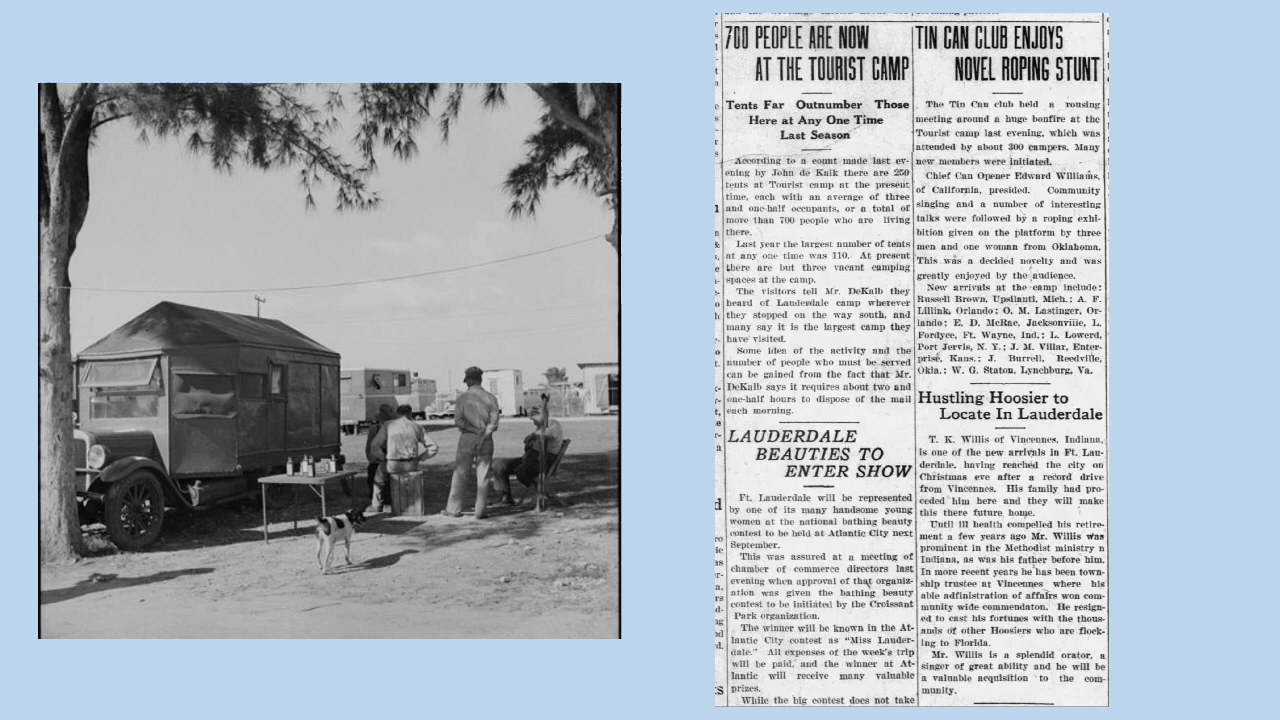 700 PEOPLE ARE NOW
AT THE TOURIST CAMP
Tents Far Outnumber Those
Here at Any One Time
Last Season
According to a count made last ev-
ening by John de Kalk there are 250
tents at Tourist camp at the present
time, each with an average of three
and one-half occupants, or a total of
more than 700 people who are living
there.
Last year the largest number of tents
at any one time was 110. At present
there are but three vacant camping
spaces at the camp.
The visitors tell Mr. DeKalb they
heard of Lauderdale camp wherever
they stopped on the way south, and
many say it is the largest camp they
have visited.
Some idea of the activity and the
number of people who must be served
can be gained from the fact that Mr.
DeKalb says it requires about two and
one-half hours to dispose of the mail
each morning.
LAUDERDALE
BEAUTIES TO
ENTER SHOW
Ft. Lauderdale will be represented
by one of its many handsome young
women at the national bathing beauty
contest to be held at Atlantic City next
September.
This was assured at a meeting of
chamber of commerce directors last
evening when approval of that organiz-
ation was given the bathing beauty
contest to be initiated by the Croissant
Park organization.
The winner will be known in the At-
lantic City contest as "Miss Lauder-
dale." All expenses of the week's trip
will be paid, and the winner at At-
lantic will receive many valuable
prizes.
While the big contest does not take
TIN CAN CLUB ENJOYS
NOVEL ROPING STUNT
The Tin Can club held a rousing
meeting around a huge bonfire at the
Tourist camp last evening, which was
attended by about 300 campers. Many
new members were initiated.
Chief Can Opener Edward Williams,
of California, presided. Community
singing and a number of interesting
talks were followed by a roping exhi-
bition given on the platform by three
men and one woman from Oklahoma.
This was a decided novelty and was
greatly enjoyed by the audience.
New arrivals at the camp include:
Russell Brown, Upsilanti, Mich.; A. F.
Lillink, Orlando; O. M. Lastinger, Or-
lando; E. D. McRae, Jacksonville, L.
Fordyce, Ft. Wayne, Ind.; L. Lowerd,
Port Jervis, N. Y.; J. M. Villar, Enter-
prise, Kans.; J. Burrell, Reedville,
Okla.; W. G. Staton, Lynchburg, Va.
Hustling Hoosier to
Locate In Lauderdale
T. K. Willis of Vincennes, Indiana,
is one of the new arrivals in Ft. Lau-
derdale, having reached the city on
Christmas eve after a record drive
from Vincennes. His family had pro-
ceded him here and they will make
this there future home.
Until ill health compelled his retire-
ment a few years ago Mr. Willis was
prominent in the Methodist ministry n
Indiana, as was his father before him.
In more recent years he has been town-
ship trustee at Vincennes where his
able adfinistration of affairs won com-
munity wide commendaton. He resign-
ed to cast his fortunes with the thous-
ands of other Hoosiers who are flock-
ing to Florida.
Mr. Willis is a splendid orator, a
singer of great ability and he will be
a valuable acquisition to the com-
munity.